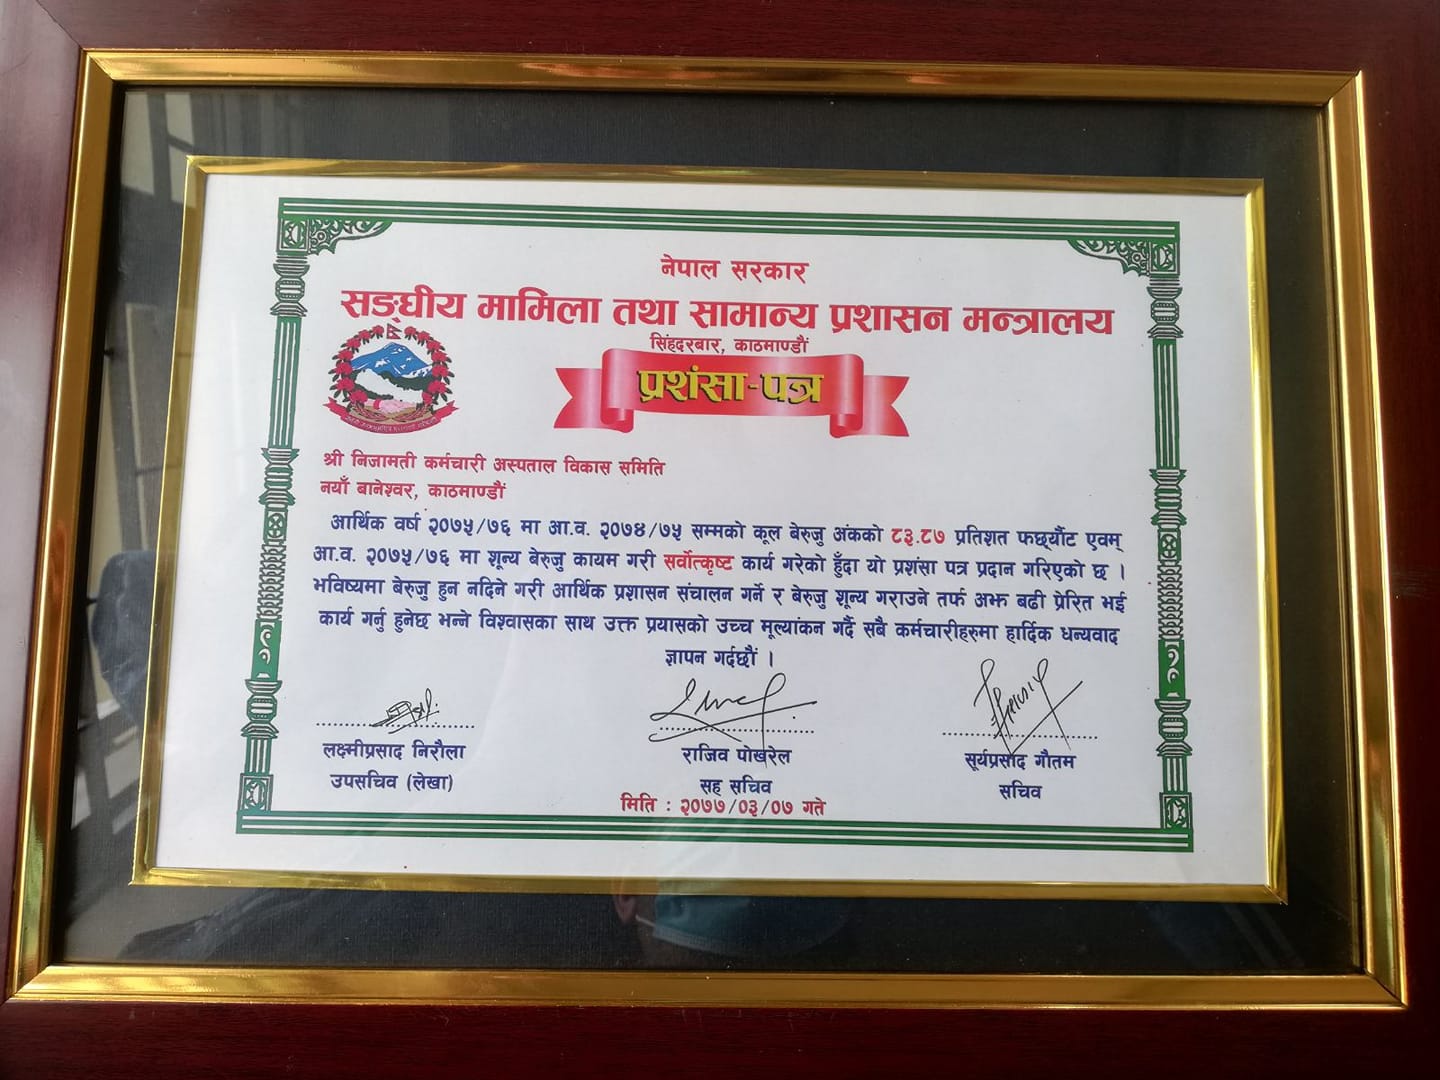 नेपाल सरकार
सङ्घीय मामिला तथा सामान्य प्रशासन मन्त्रालय
सिंहदरबार, काठमाण्डौं
प्रशंसा-पत्र
श्री निजामती कर्मचारी अस्पताल विकास समिति
नयाँ बानेश्वर, काठमाण्डौं
आर्थिक वर्ष २०७५/७६ मा आ.व. २०७४/७५ सम्मको कूल बेरुजु अंकको ८३.८७ प्रतिशत फर्छ्यौट एवम्
आ.व. २०७५/७६ मा शून्य बेरुजु कायम गरी सर्वोत्कृष्ट कार्य गरेको हुँदा यो प्रशंसा पत्र प्रदान गरिएको छ ।
भविष्यमा बेरुजु हुन नदिने गरी आर्थिक प्रशासन संचालन गर्ने र बेरुजु शून्य गराउने तर्फ अझ बढी प्रेरित भई
कार्य गर्नु हुनेछ भन्ने विश्वासका साथ उक्त प्रयासको उच्च मूल्यांकन गर्दै सबै कर्मचारीहरुमा हार्दिक धन्यवाद
ज्ञापन गर्दछौं ।
लक्ष्मीप्रसाद निरौला राजिव पोखरेल सूर्यप्रसाद गौतम
उपसचिव (लेखा) सह सचिव सचिव
मिति : २०७७/०३/०७ गते